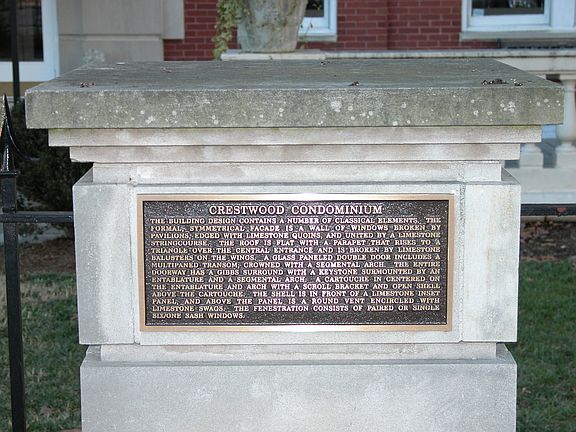 CRESTWOOD CONDOMINIUM
THE BUILDING DESIGN CONTAINS A NUMBER OF CLASSICAL ELEMENTS. THE
FORMAL, SYMMETRICAL FACADE IS A WALL OF WINDOWS BROKEN BY
PAVILIONS, EDGED WITH LIMESTONE QUOINS, AND UNITED BY A LIMESTONE
STRINGCOURSE. THE ROOF IS FLAT WITH A PARAPET THAT RISES TO A
TRIANGLE OVER THE CENTRAL ENTRANCE AND IS BROKEN BY LIMESTONE
BALUSTERS ON THE WINGS. A GLASS PANELED DOUBLE DOOR INCLUDES A
MULTIPANED TRANSOM, CROWNED WITH A SEGMENTAL ARCH. THE ENTIRE
DOORWAY HAS A GIBBS SURROUND WITH A KEYSTONE SURMOUNTED BY AN
ENTABLATURE AND A SEGMENTAL ARCH. A CARTOUCHE IN CENTERED ON
THE ENTABLATURE AND ARCH WITH A SCROLL BRACKET AND OPEN SHELL
ABOVE THE CARTOUCHE. THE SHELL IS IN FRONT OF A LIMESTONE INSET
PANEL, AND ABOVE THE PANEL IS A ROUND VENT ENCIRCLED WITH
LIMESTONE SWAGS. THE FENESTRATION CONSISTS OF PAIRED OR SINGLE
SIX/ONE SASH WINDOWS.